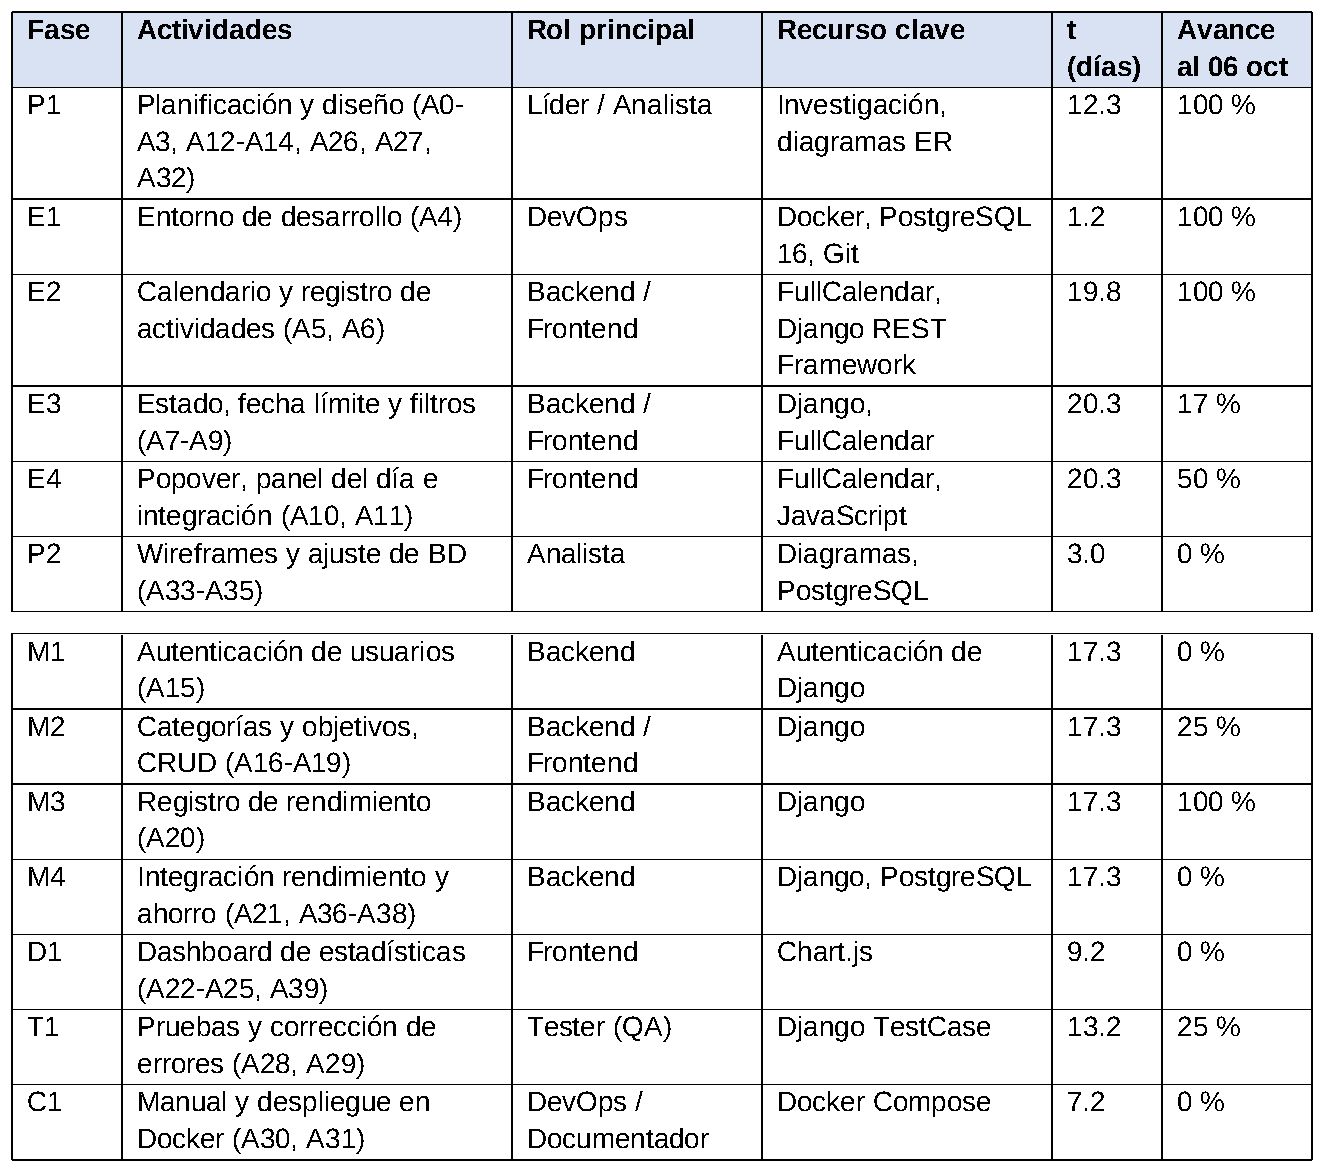 Fase Actividades Rol principal Recurso clave t (días) Avance al 06 oct
P1 Planificación y diseño (A0-A3, A12-A14, A26, A27, A32) Líder / Analista Investigación, diagramas ER 12.3 100 %
E1 Entorno de desarrollo (A4) DevOps Docker, PostgreSQL 16, Git 1.2 100 %
E2 Calendario y registro de actividades (A5, A6) Backend / Frontend FullCalendar, Django REST Framework 19.8 100 %
E3 Estado, fecha límite y filtros (A7-A9) Backend / Frontend Django, FullCalendar 20.3 17 %
E4 Popover, panel del día e integración (A10, A11) Frontend FullCalendar, JavaScript 20.3 50 %
P2 Wireframes y ajuste de BD (A33-A35) Analista Diagramas, PostgreSQL 3.0 0 %
M1 Autenticación de usuarios (A15) Backend Autenticación de Django 17.3 0 %
M2 Categorías y objetivos, CRUD (A16-A19) Backend / Frontend Django 17.3 25 %
M3 Registro de rendimiento (A20) Backend Django 17.3 100 %
M4 Integración rendimiento y ahorro (A21, A36-A38) Backend Django, PostgreSQL 17.3 0 %
D1 Dashboard de estadísticas (A22-A25, A39) Frontend Chart.js 9.2 0 %
T1 Pruebas y corrección de errores (A28, A29) Tester (QA) Django TestCase 13.2 25 %
C1 Manual y despliegue en Docker (A30, A31) DevOps / Documentador Docker Compose 7.2 0 %